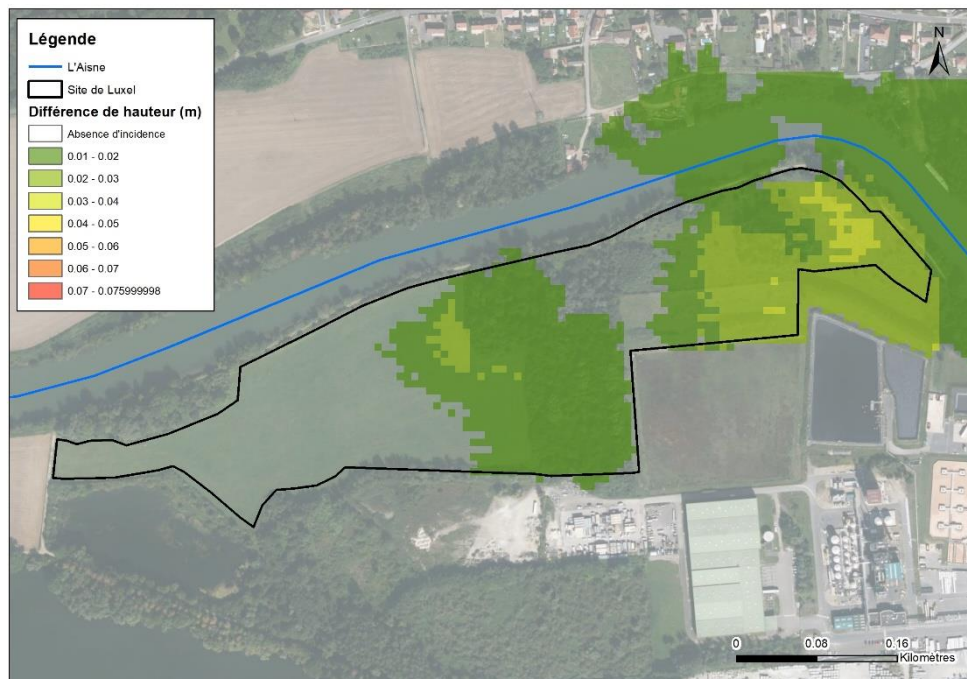 Légende
L'Aisne
Site de Luxel
Différence de hauteur (m)
Absence d'incidence
0.01 - 0.02
0.02 - 0.03
0.03 - 0.04
0.04 - 0.05
0.05 - 0.06
0.06 - 0.07
0.07 - 0.075999998
N
0 0.08 0.16
Kilomètres